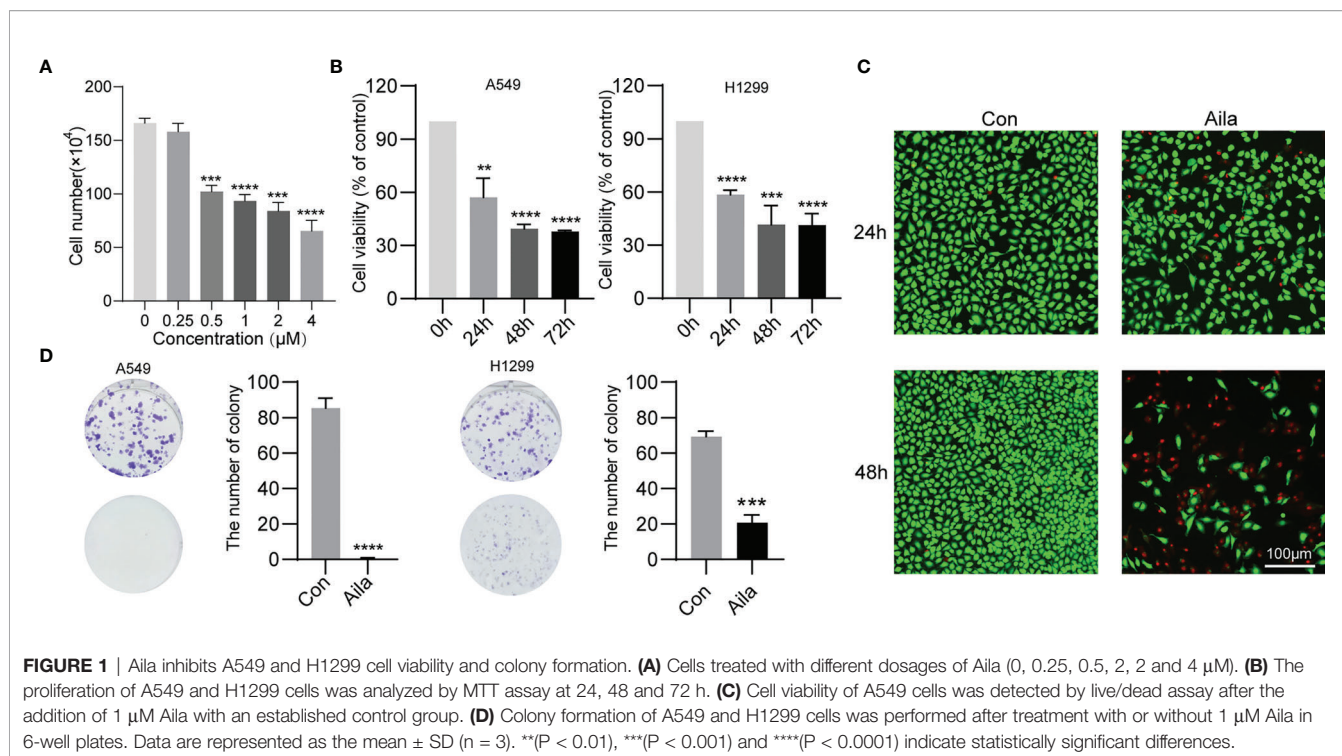 A
Cell number(×10⁴)
200
150
100
50
0
***
****
***
****
0 0.25 0.5 1 2 4
Concentration (μM)
B
A549
Cell viability (% of control)
120
90
60
30
0
**
****
****
0h 24h 48h 72h
H1299
Cell viability (% of control)
120
90
60
30
0
****
***
****
0h 24h 48h 72h
C
Con Aila
24h
48h
100μm
D
A549
The number of colony
100
80
60
40
20
0
****
Con Aila
H1299
The number of colony
100
80
60
40
20
0
***
Con Aila
FIGURE 1 | Aila inhibits A549 and H1299 cell viability and colony formation. (A) Cells treated with different dosages of Aila (0, 0.25, 0.5, 2, 2 and 4 μM). (B) The
proliferation of A549 and H1299 cells was analyzed by MTT assay at 24, 48 and 72 h. (C) Cell viability of A549 cells was detected by live/dead assay after the
addition of 1 μM Aila with an established control group. (D) Colony formation of A549 and H1299 cells was performed after treatment with or without 1 μM Aila in
6-well plates. Data are represented as the mean ± SD (n = 3). **(P < 0.01), ***(P < 0.001) and ****(P < 0.0001) indicate statistically significant differences.